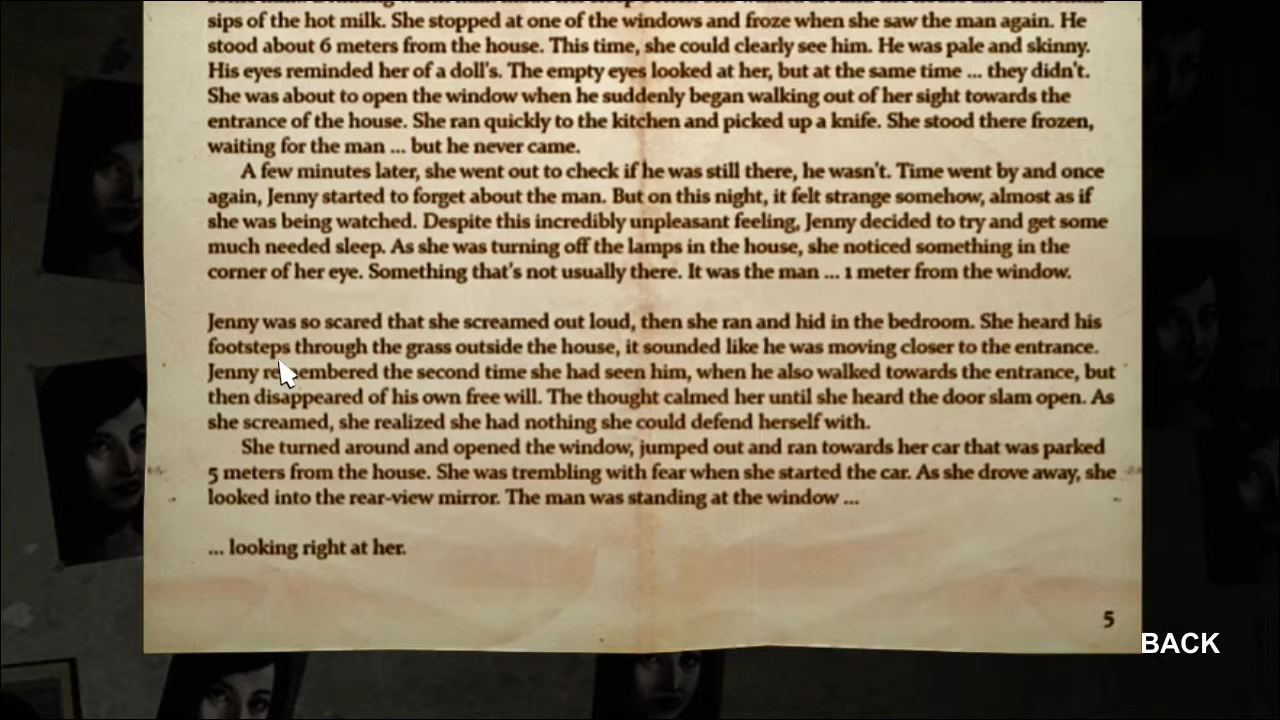 sips of the hot milk. She stopped at one of the windows and froze when she saw the man again. He
stood about 6 meters from the house. This time, she could clearly see him. He was pale and skinny.
His eyes reminded her of a doll's. The empty eyes looked at her, but at the same time ... they didn't.
She was about to open the window when he suddenly began walking out of her sight towards the
entrance of the house. She ran quickly to the kitchen and picked up a knife. She stood there frozen,
waiting for the man ... but he never came.
A few minutes later, she went out to check if he was still there, he wasn't. Time went by and once
again, Jenny started to forget about the man. But on this night, it felt strange somehow, almost as if
she was being watched. Despite this incredibly unpleasant feeling, Jenny decided to try and get some
much needed sleep. As she was turning off the lamps in the house, she noticed something in the
corner of her eye. Something that's not usually there. It was the man ... 1 meter from the window.
Jenny was so scared that she screamed out loud, then she ran and hid in the bedroom. She heard his
footsteps through the grass outside the house, it sounded like he was moving closer to the entrance.
Jenny remembered the second time she had seen him, when he also walked towards the entrance, but
then disappeared of his own free will. The thought calmed her until she heard the door slam open. As
she screamed, she realized she had nothing she could defend herself with.
She turned around and opened the window, jumped out and ran towards her car that was parked
5 meters from the house. She was trembling with fear when she started the car. As she drove away, she
looked into the rear-view mirror. The man was standing at the window ...
... looking right at her.
5
BACK